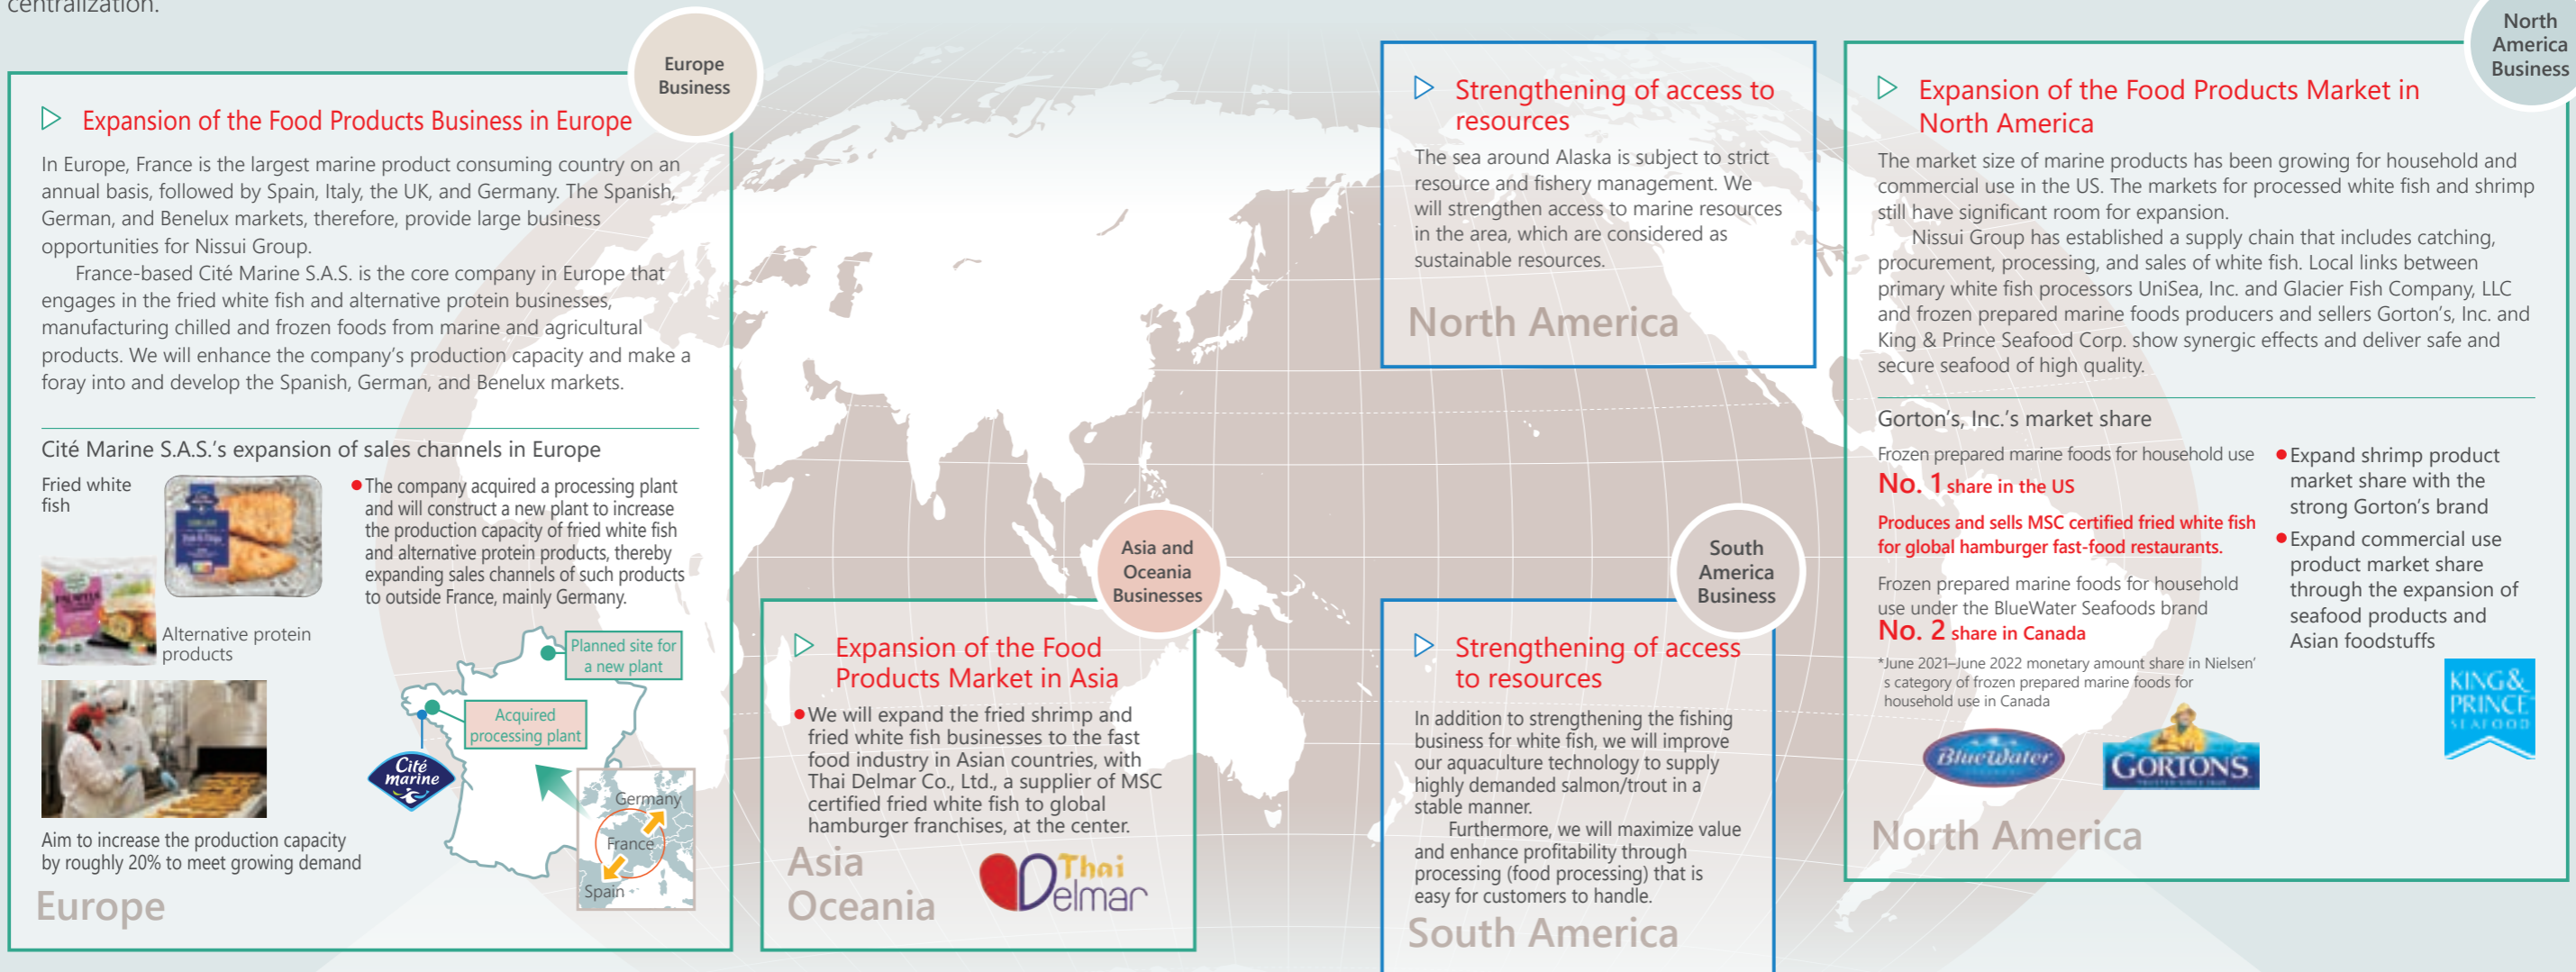 centralization.
Europe
Business
Expansion of the Food Products Business in Europe
In Europe, France is the largest marine product consuming country on an
annual basis, followed by Spain, Italy, the UK, and Germany. The Spanish,
German, and Benelux markets, therefore, provide large business
opportunities for Nissui Group.
France-based Cité Marine S.A.S. is the core company in Europe that
engages in the fried white fish and alternative protein businesses,
manufacturing chilled and frozen foods from marine and agricultural
products. We will enhance the company's production capacity and make a
foray into and develop the Spanish, German, and Benelux markets.
Cité Marine S.A.S.'s expansion of sales channels in Europe
Fried white
fish
Alternative protein
products
● The company acquired a processing plant
and will construct a new plant to increase
the production capacity of fried white fish
and alternative protein products, thereby
expanding sales channels of such products
to outside France, mainly Germany.
Planned site for
a new plant
Acquired
processing plant
Cité
marine
Germany
France
Spain
Aim to increase the production capacity
by roughly 20% to meet growing demand
Europe
Asia and
Oceania
Businesses
Expansion of the Food
Products Market in Asia
● We will expand the fried shrimp and
fried white fish businesses to the fast
food industry in Asian countries, with
Thai Delmar Co., Ltd., a supplier of MSC
certified fried white fish to global
hamburger franchises, at the center.
Asia
Oceania
Thai
Delmar
Strengthening of access to
resources
The sea around Alaska is subject to strict
resource and fishery management. We
will strengthen access to marine resources
in the area, which are considered as
sustainable resources.
North America
South
America
Business
Strengthening of access
to resources
In addition to strengthening the fishing
business for white fish, we will improve
our aquaculture technology to supply
highly demanded salmon/trout in a
stable manner.
Furthermore, we will maximize value
and enhance profitability through
processing (food processing) that is
easy for customers to handle.
South America
North
America
Business
Expansion of the Food Products Market in
North America
The market size of marine products has been growing for household and
commercial use in the US. The markets for processed white fish and shrimp
still have significant room for expansion.
Nissui Group has established a supply chain that includes catching,
procurement, processing, and sales of white fish. Local links between
primary white fish processors UniSea, Inc. and Glacier Fish Company, LLC
and frozen prepared marine foods producers and sellers Gorton's, Inc. and
King & Prince Seafood Corp. show synergic effects and deliver safe and
secure seafood of high quality.
Gorton's, Inc.'s market share
Frozen prepared marine foods for household use
No. 1 share in the US
Produces and sells MSC certified fried white fish
for global hamburger fast-food restaurants.
Frozen prepared marine foods for household
use under the BlueWater Seafoods brand
No. 2 share in Canada
*June 2021–June 2022 monetary amount share in Nielsen'
s category of frozen prepared marine foods for
household use in Canada
● Expand shrimp product
market share with the
strong Gorton's brand
● Expand commercial use
product market share
through the expansion of
seafood products and
Asian foodstuffs
BlueWater
GORTONS
KING &
PRINCE
SEAFOOD
North America